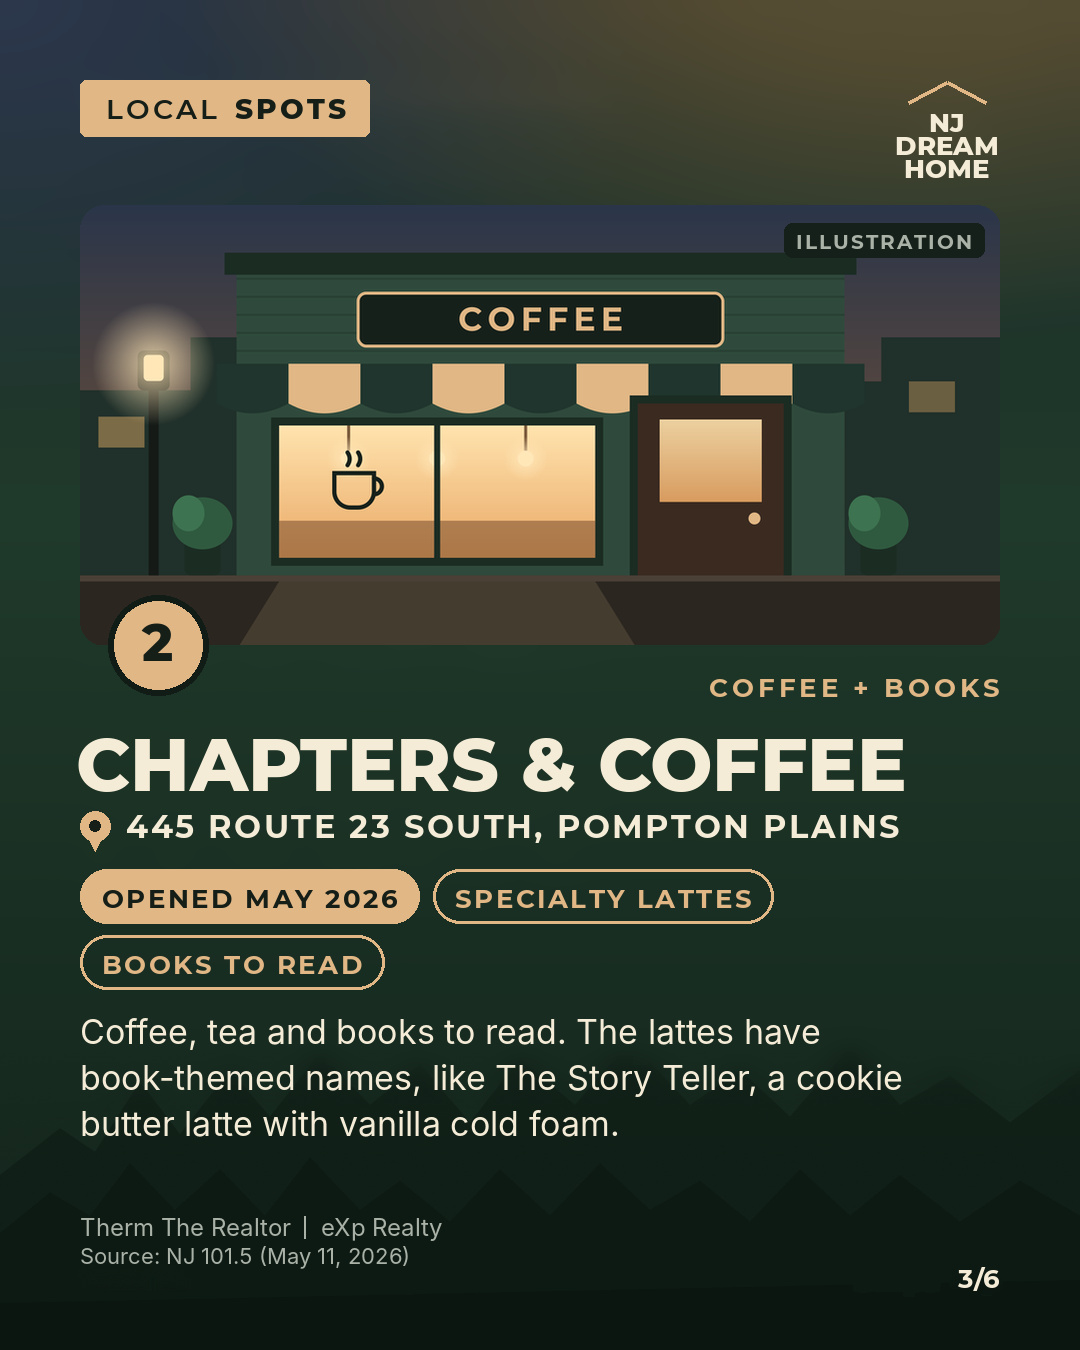 LOCAL SPOTS
NJ
DREAM
HOME
ILLUSTRATION
COFFEE
2
COFFEE + BOOKS
CHAPTERS & COFFEE
445 ROUTE 23 SOUTH, POMPTON PLAINS
OPENED MAY 2026
SPECIALTY LATTES
BOOKS TO READ
Coffee, tea and books to read. The lattes have
book-themed names, like The Story Teller, a cookie
butter latte with vanilla cold foam.
Therm The Realtor | eXp Realty
Source: NJ 101.5 (May 11, 2026)
3/6